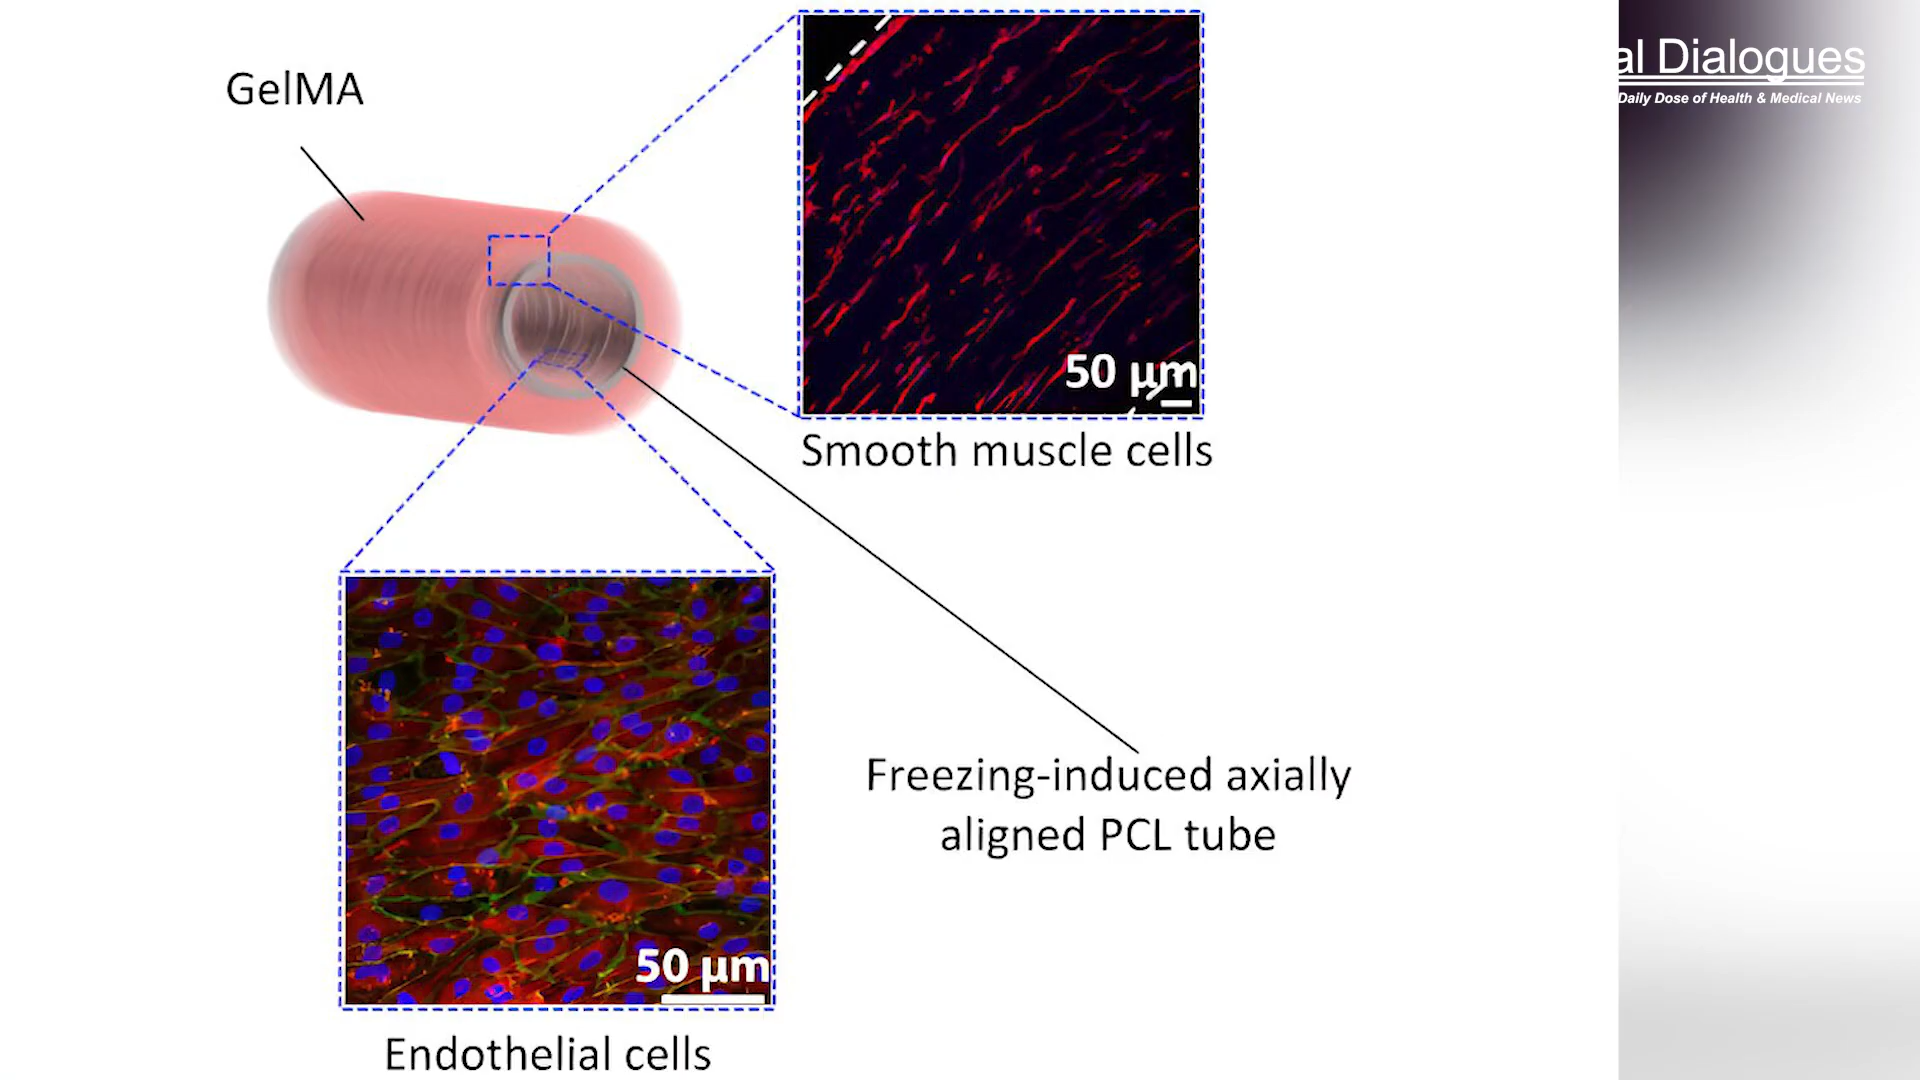 GelMA
al Dialogues
Daily Dose of Health & Medical News
50 µm
Smooth muscle cells
Freezing-induced axially
aligned PCL tube
50 µm
Endothelial cells